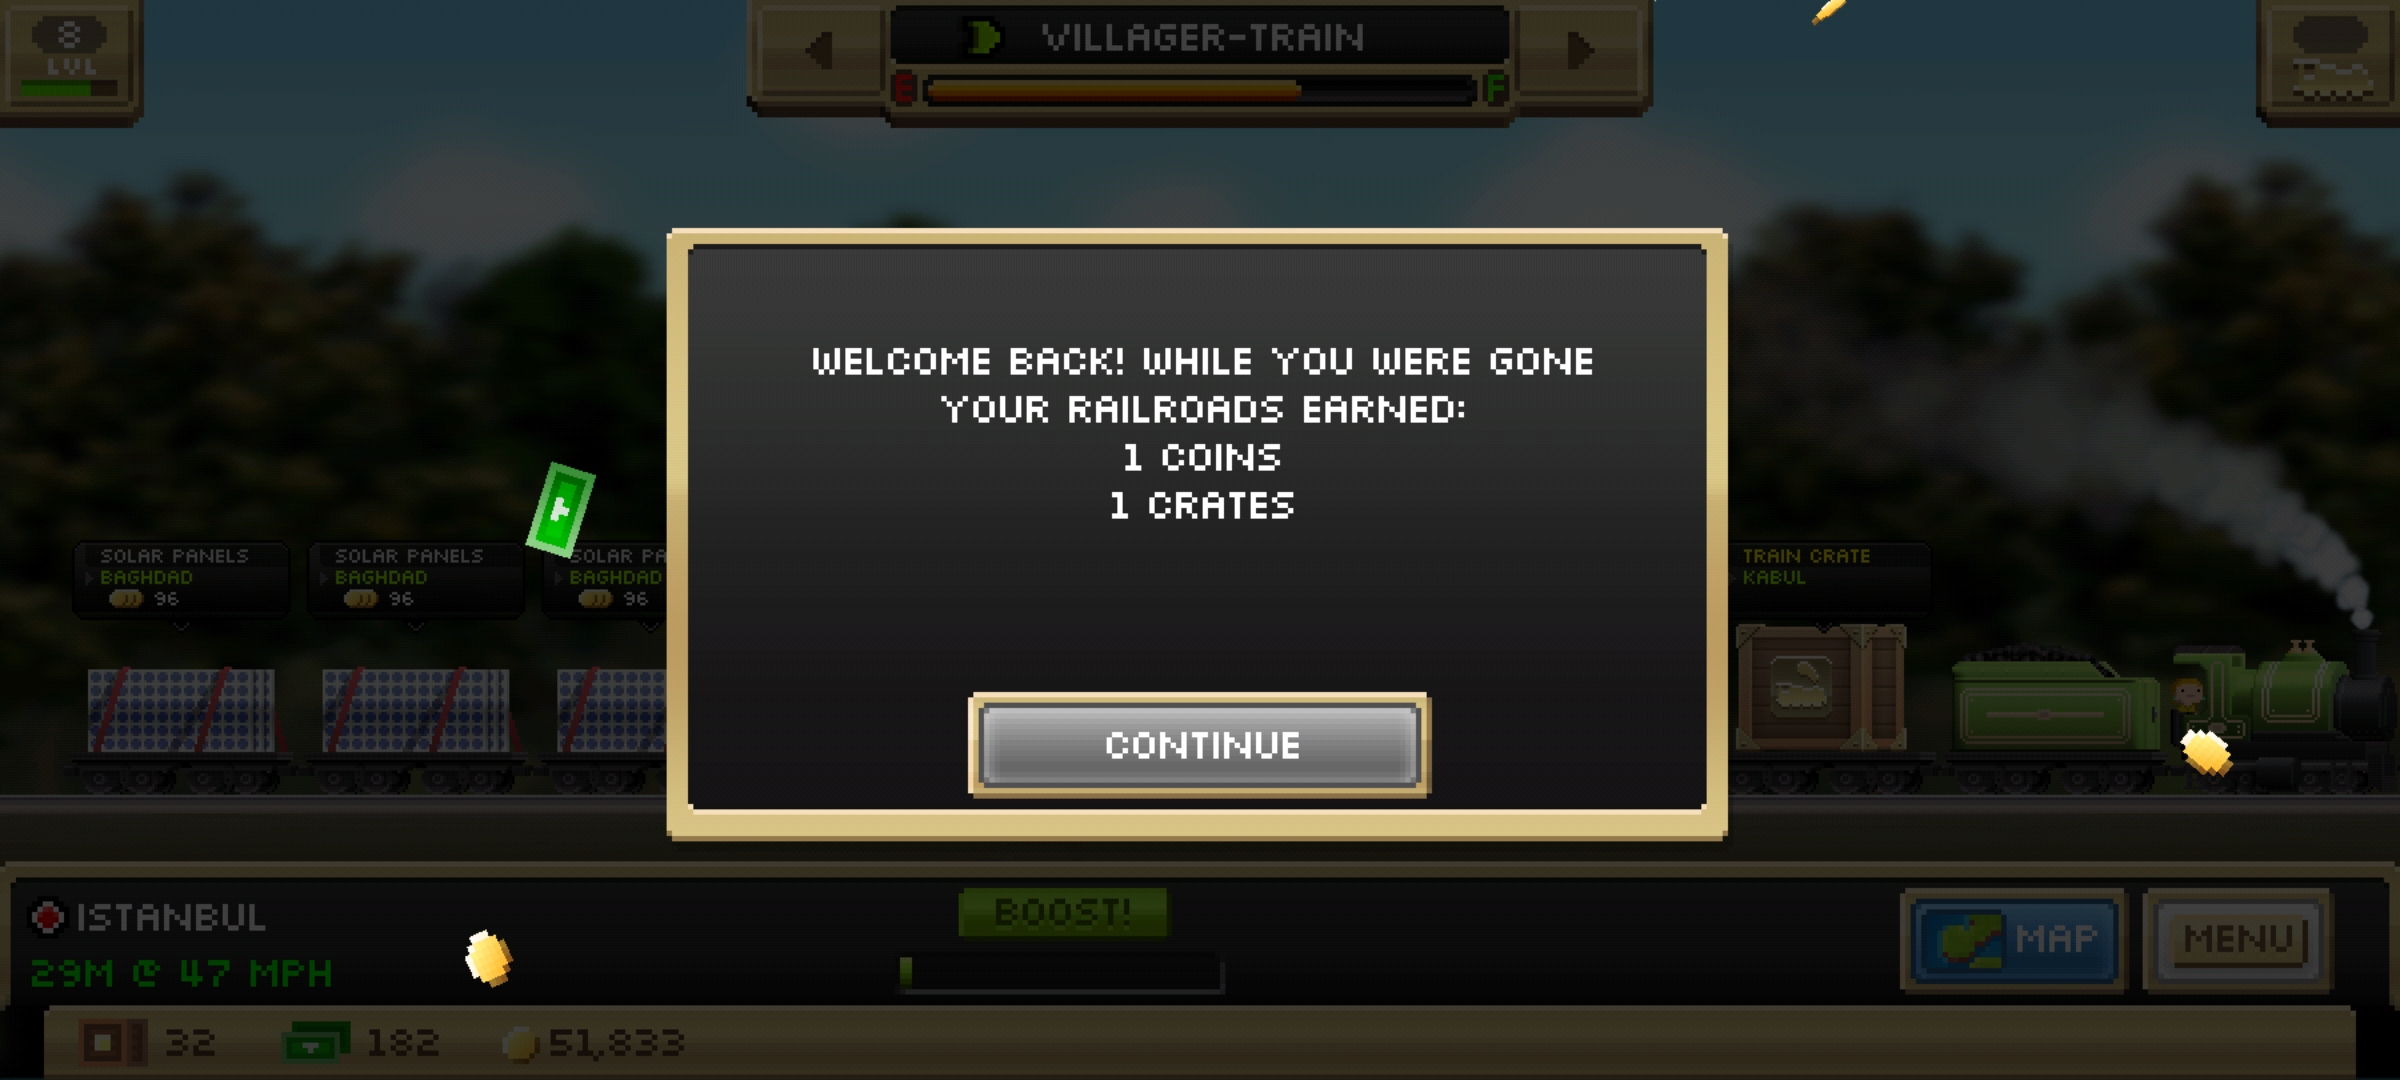 8
LVL
VILLAGER-TRAIN
E F
WELCOME BACK! WHILE YOU WERE GONE
YOUR RAILROADS EARNED:
1 COINS
1 CRATES
CONTINUE
SOLAR PANELS
BAGHDAD
96
SOLAR PANELS
BAGHDAD
96
SOLAR PA
BAGHDAD
96
TRAIN CRATE
KABUL
ISTANBUL
29M @ 47 MPH
BOOST!
MAP
MENU
32 182 51,833